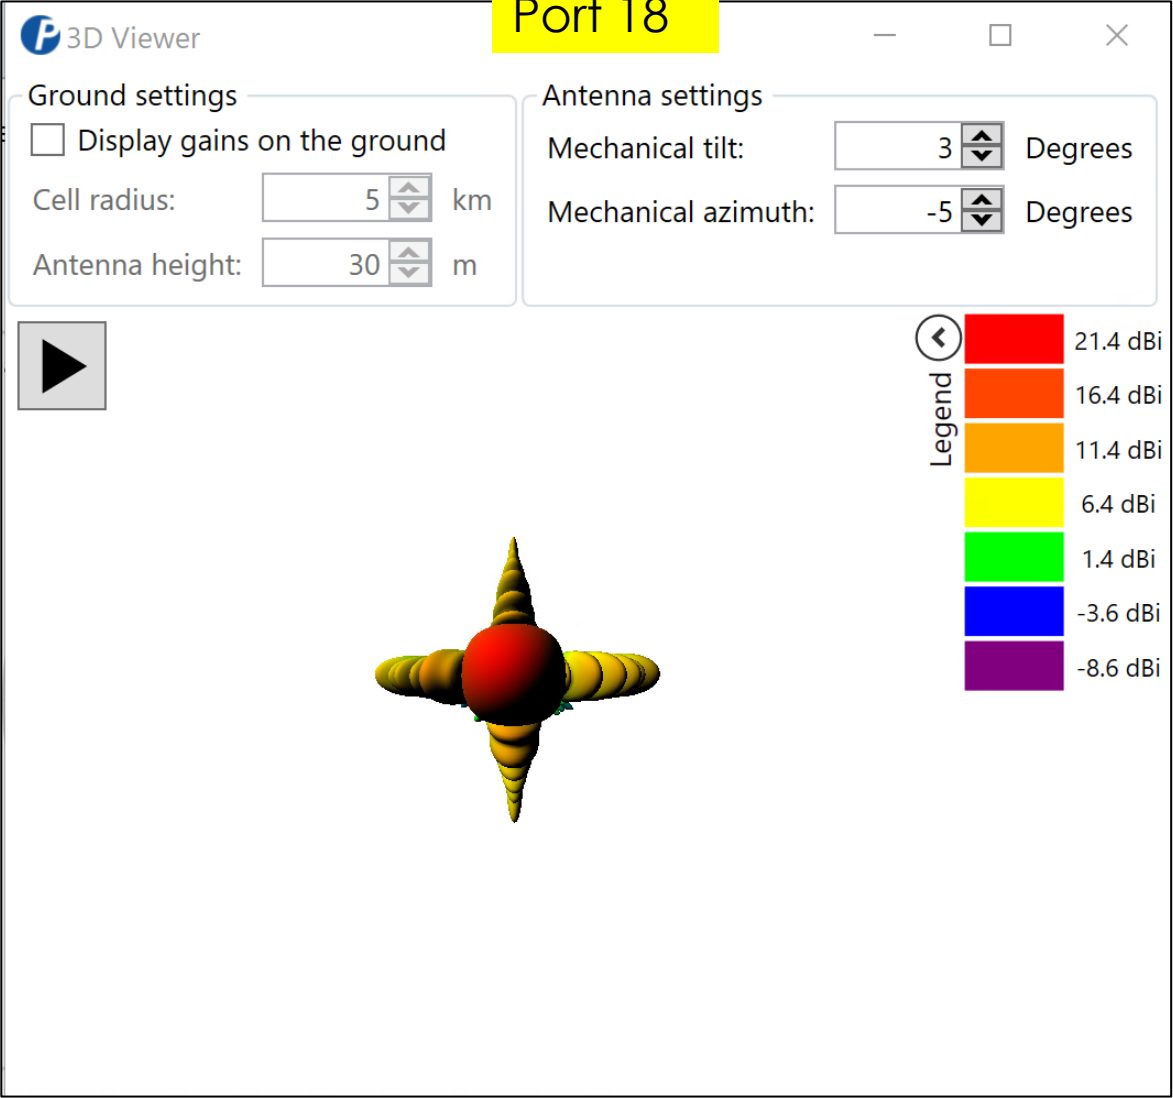 Port 18
3D Viewer
Ground settings
Display gains on the ground
Cell radius: 5 km
Antenna height: 30 m
Antenna settings
Mechanical tilt: 3 Degrees
Mechanical azimuth: -5 Degrees
Legend
21.4 dBi
16.4 dBi
11.4 dBi
6.4 dBi
1.4 dBi
-3.6 dBi
-8.6 dBi